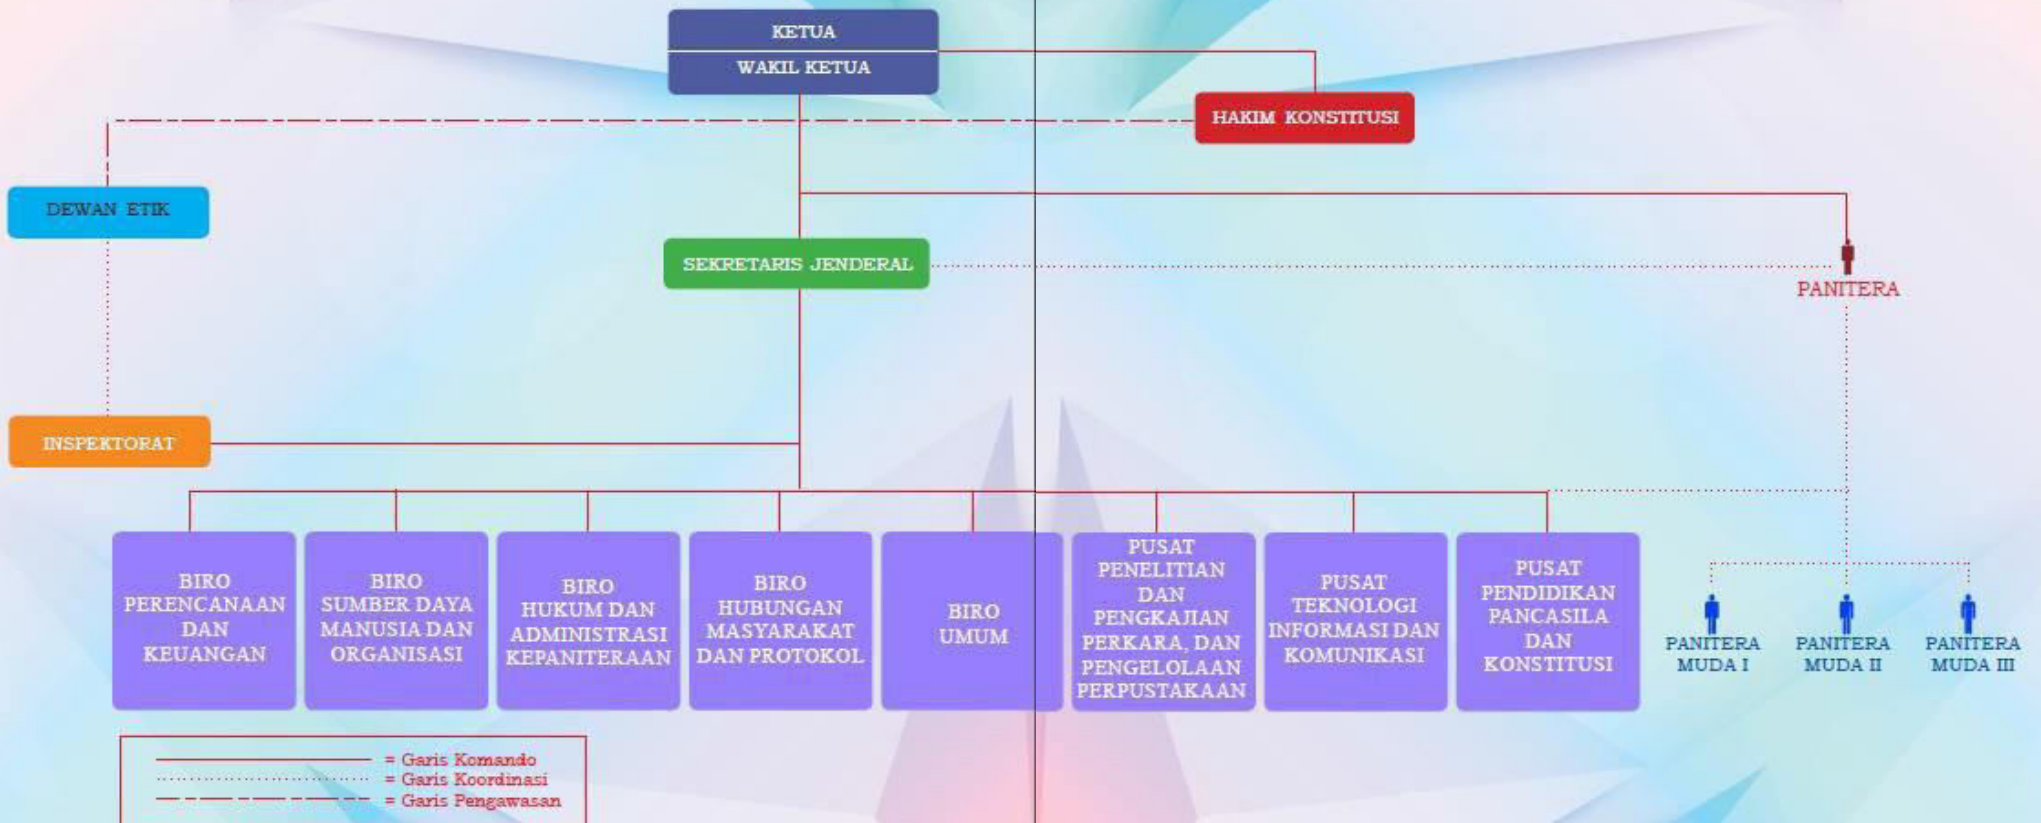 KETUA
WAKIL KETUA
HAKIM KONSTITUSI
DEWAN ETIK
SEKRETARIS JENDERAL
PANITERA
INSPEKTORAT
BIRO
PERENCANAAN
DAN
KEUANGAN
BIRO
SUMBER DAYA
MANUSIA DAN
ORGANISASI
BIRO
HUKUM DAN
ADMINISTRASI
KEPANITERAAN
BIRO
HUBUNGAN
MASYARAKAT
DAN PROTOKOL
BIRO
UMUM
PUSAT
PENELITIAN
DAN
PENGKAJIAN
PERKARA, DAN
PENGELOLAAN
PERPUSTAKAAN
PUSAT
TEKNOLOGI
INFORMASI DAN
KOMUNIKASI
PUSAT
PENDIDIKAN
PANCASILA
DAN
KONSTITUSI
PANITERA
MUDA I
PANITERA
MUDA II
PANITERA
MUDA III
= Garis Komando
= Garis Koordinasi
= Garis Pengawasan